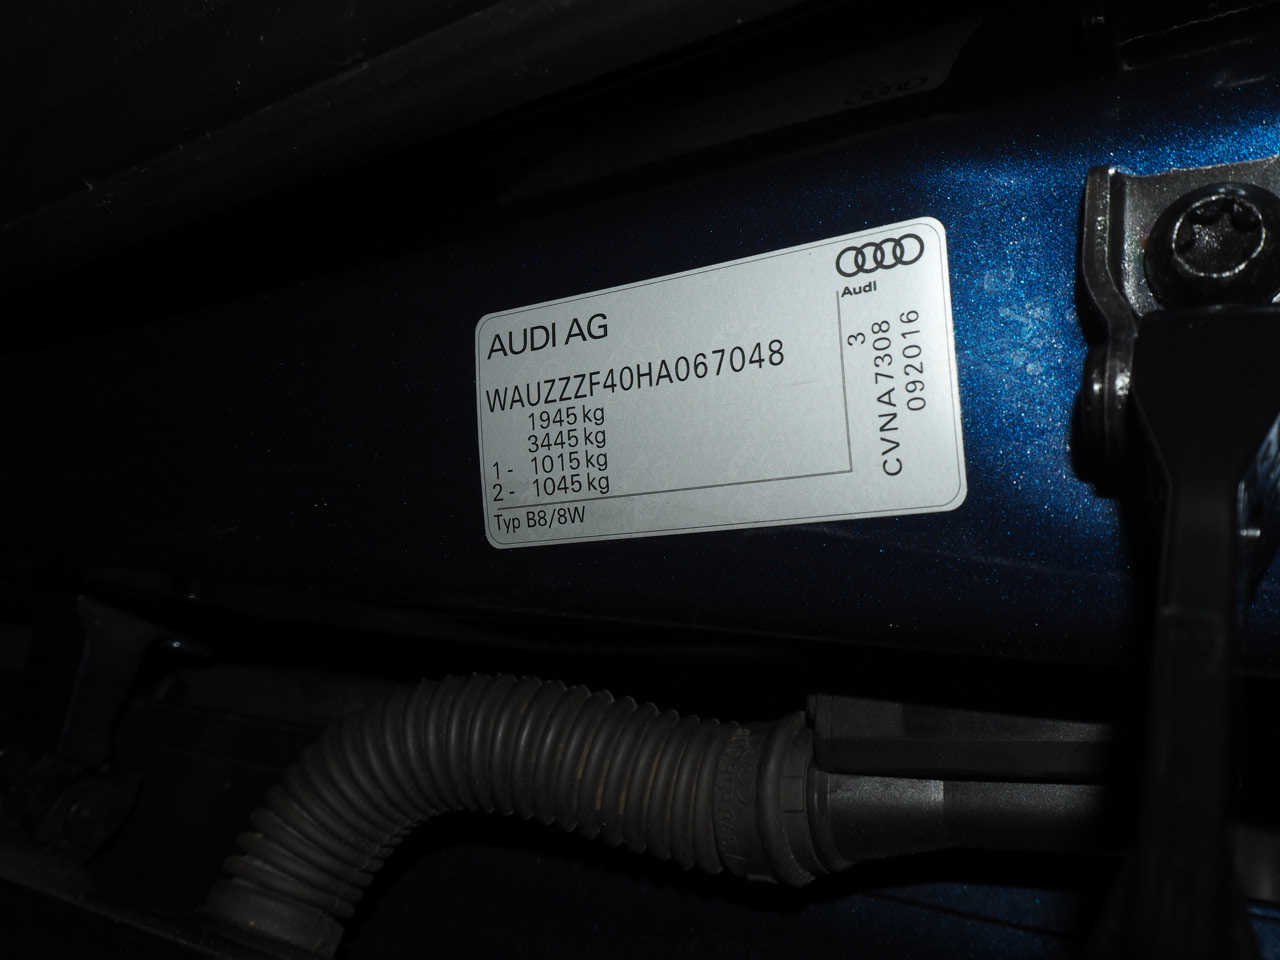 Audi
AUDI AG
WAUZZZF40HA067048
1945 kg
3445 kg
1 - 1015 kg
2 - 1045 kg
Typ B8/8W
3
CVNA7308
092016